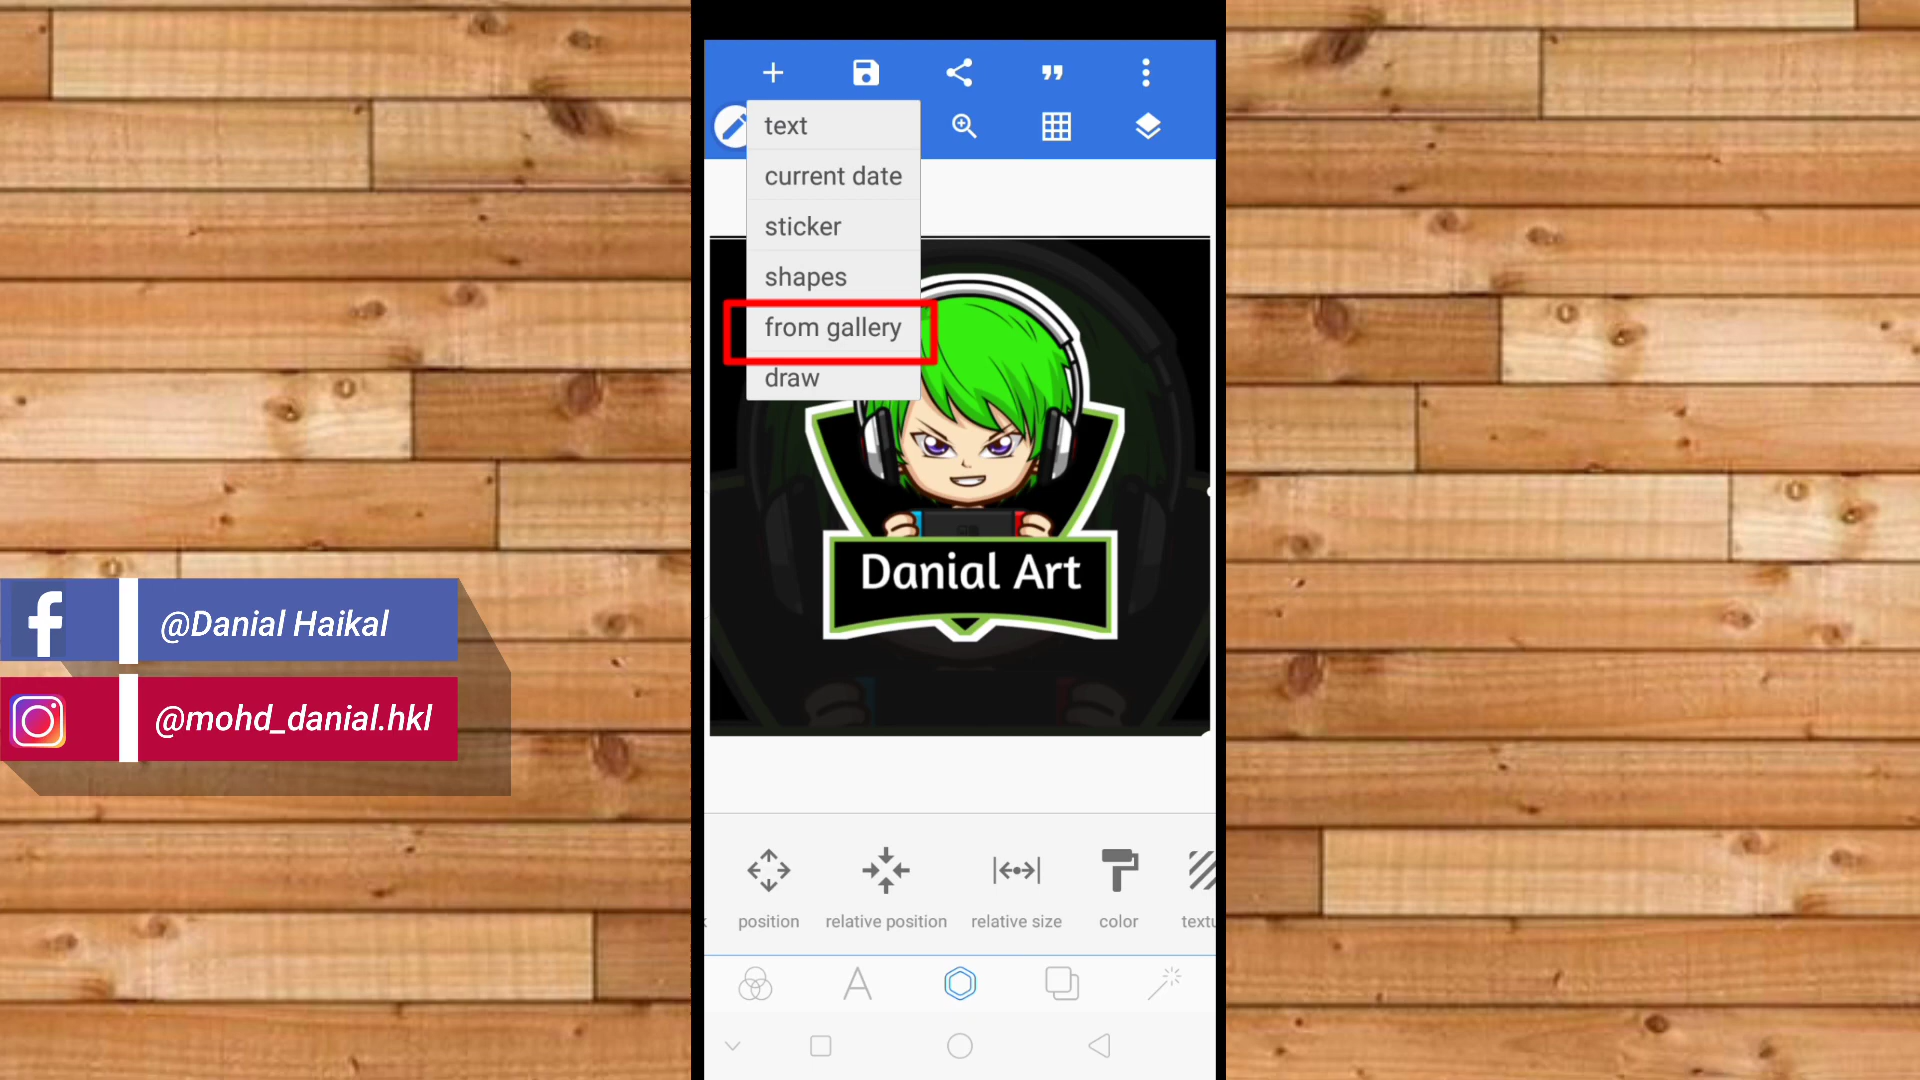 text
current date
sticker
shapes
from gallery
draw
Danial Art
@Danial Haikal
@mohd_danial.hkl
position
relative position
relative size
color
textu